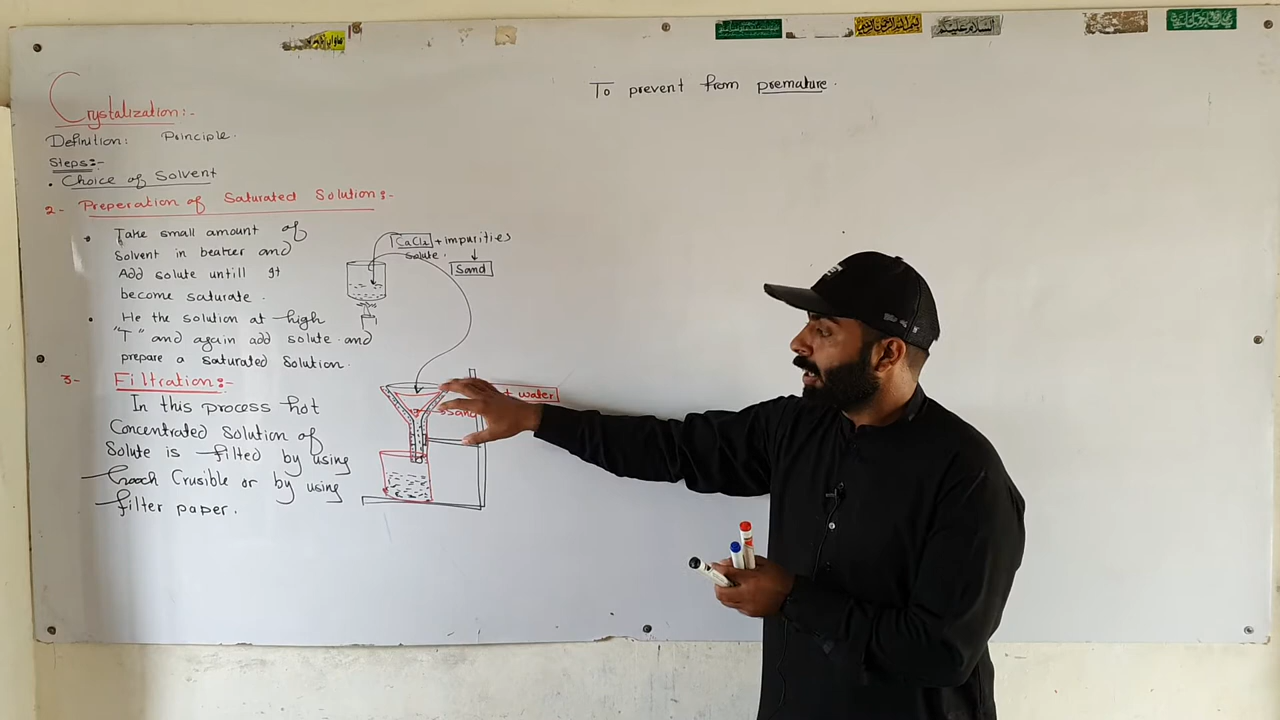 السلام علیکم
To prevent from premature.
Crystalization:-
Definition: Principle.
Steps:-
• Choice of Solvent
2- Preperation of Saturated Solution:-
• Take small amount of
Solvent in beaker and
Add solute untill it
become saturate.
• He the solution at high
"T" and again add solute and
prepare a saturated Solution.
CaCl2 + impurities
Solute.
Sand
3- Filtration:-
In this process hot
Concentrated Solution of
Solute is filted by using
Gooch Crusible or by using
filter paper.
water
Sand